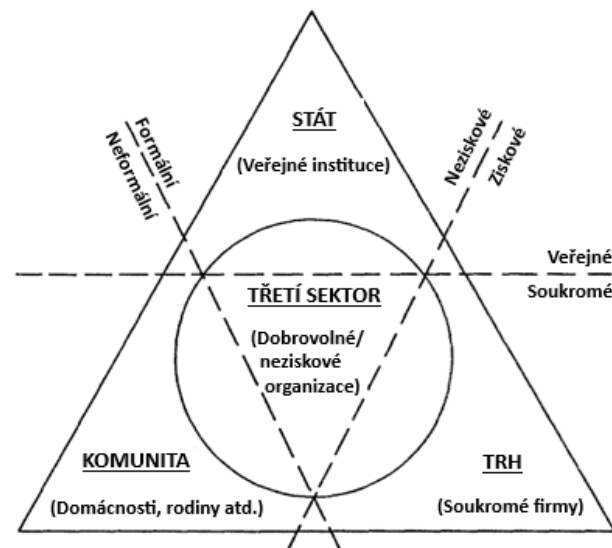 STÁT
(Veřejné instituce)
Formální
Neformální
Neziskové
Ziskové
Veřejné
Soukromé
TŘETÍ SEKTOR
(Dobrovolné/
neziskové
organizace)
KOMUNITA
(Domácnosti, rodiny atd.)
TRH
(Soukromé firmy)